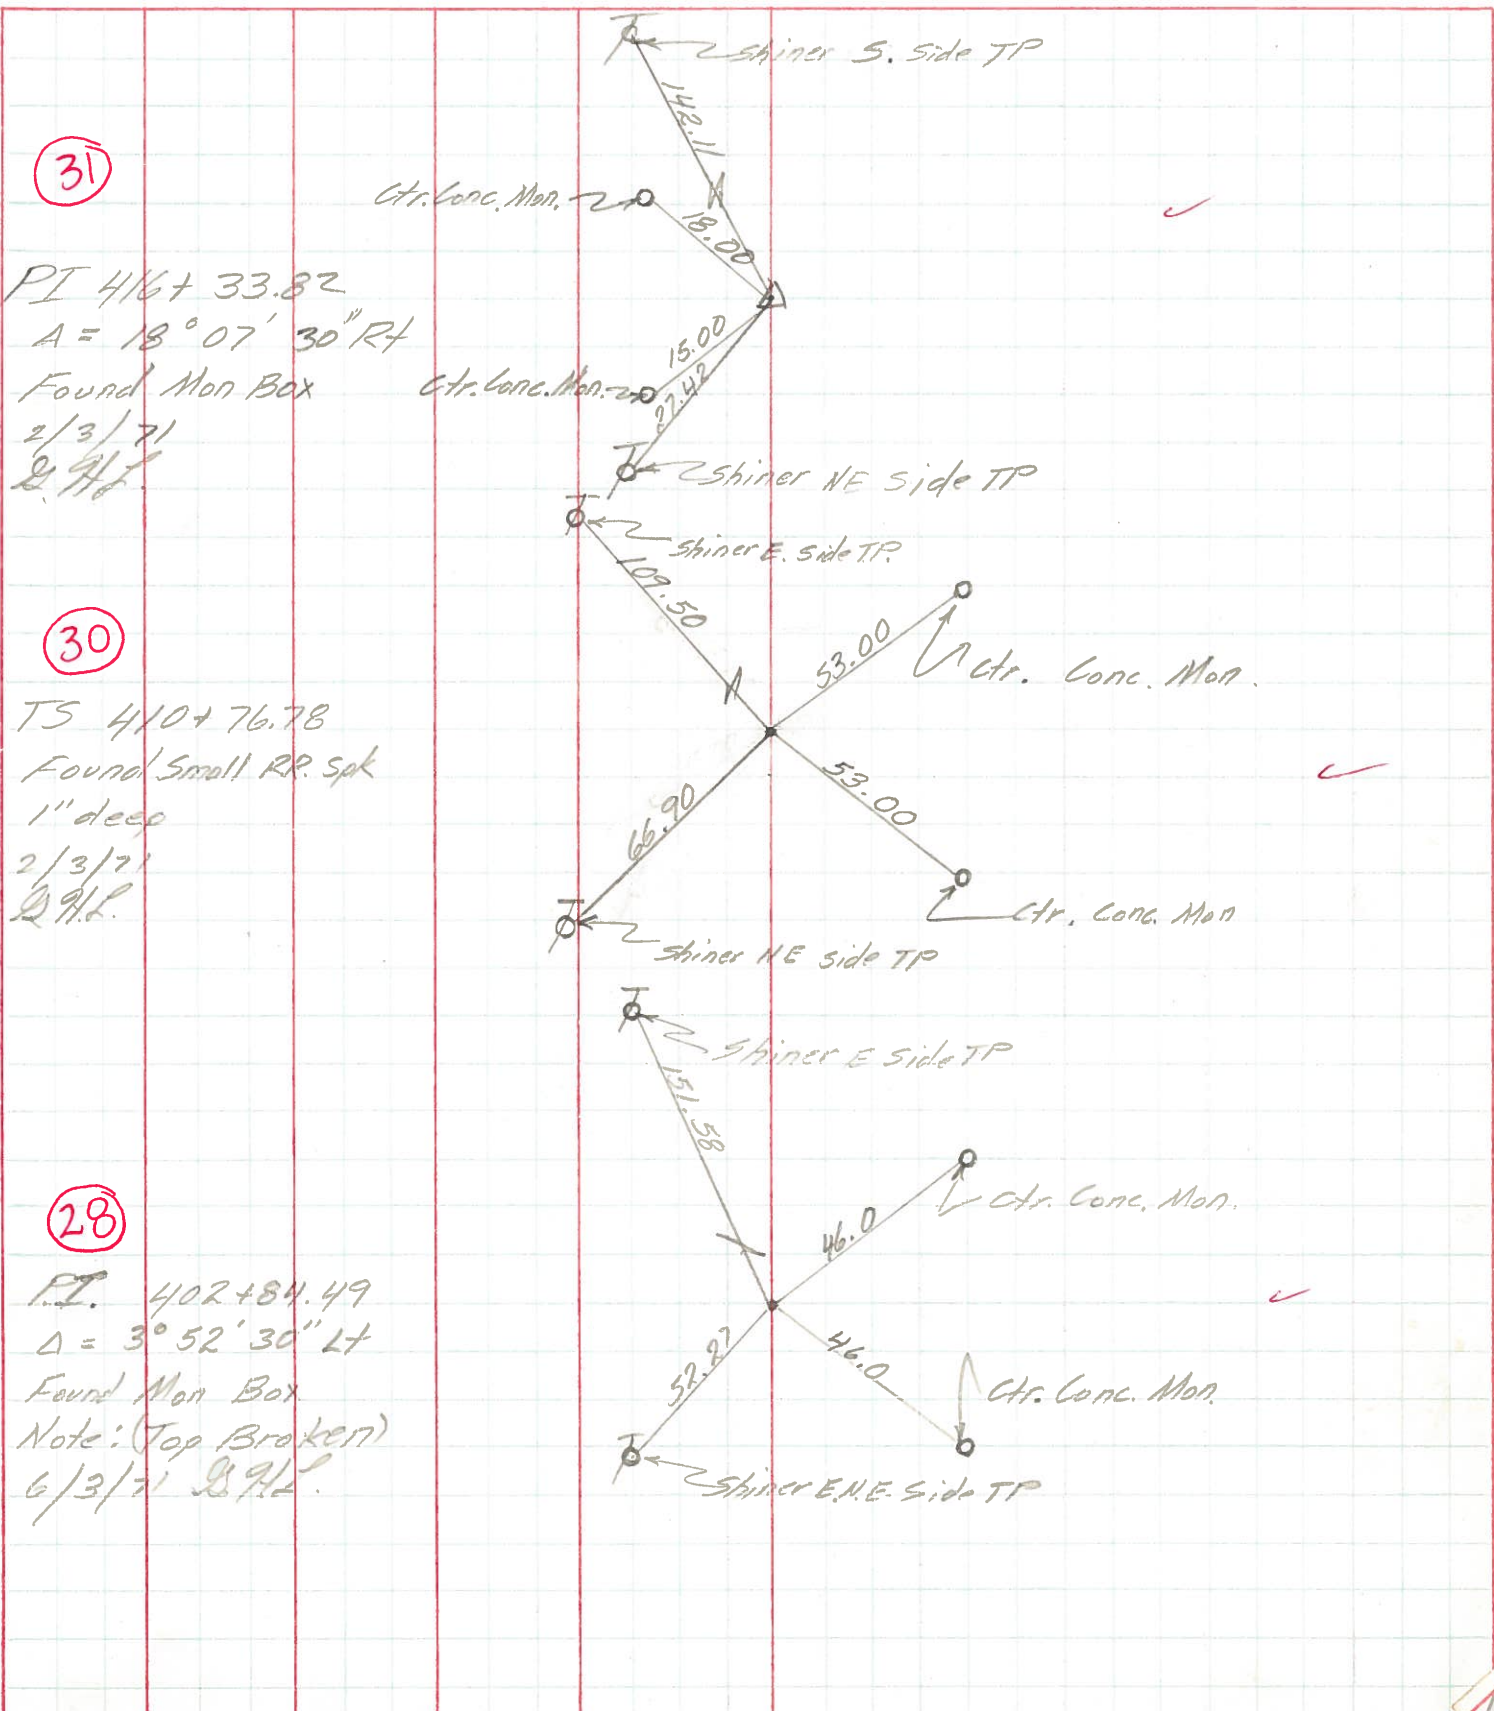 Shiner S. Side TP
142.11
31
Ctr. Conc. Mon.
18.00
PI 416+33.82
Δ = 18°07'30" Rt
15.00
Found Mon Box
Ctr. Conc. Mon.
2/3/71
G.H.L.
Shiner NE Side TP
Shiner E. Side T.P.
109.50
30
53.00
Ctr. Conc. Mon.
TS 410+76.78
Found Small RR. Spk
1" deep
53.00
66.90
2/3/71
G.H.L.
Ctr. Conc. Mon
Shiner NE side TP
Shiner E Side TP
151.58
28
Ctr. Conc. Mon.
46.0
P.I. 402+84.49
Δ = 3°52'30" Lt
Found Mon Box
52.27
46.0
Ctr. Conc. Mon.
Note: (Top Broken)
6/3/71 G.H.L.
Shiner E.N.E. Side TP